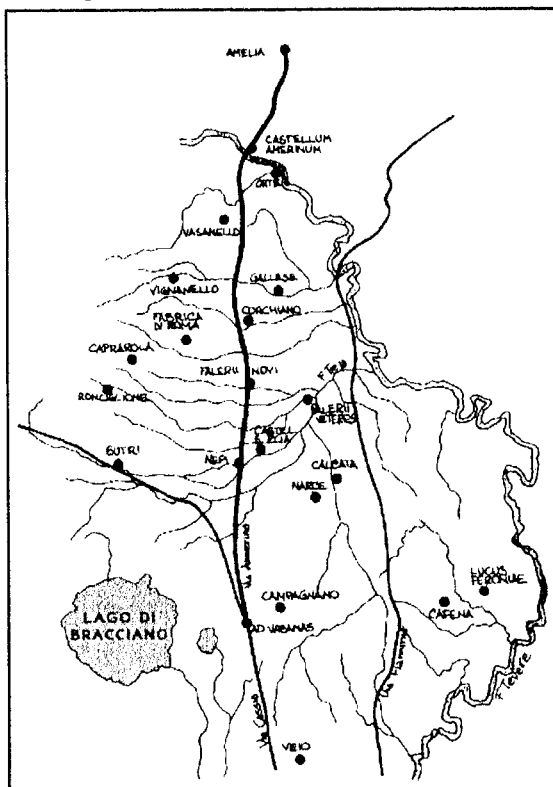 AMELIA
CASTELLUM
AMERINUM
ORTE
VASANELLO
VIGNANELLO
GALLESE
FABRICA
DI ROMA
CORCHIANO
CAPRAROLA
FALERII NOVI
F. Treja
RONCIGLIONE
FALERII
VETERES
CASTEL
S. ELIA
SUTRI
NEPI
CALCATA
NARCE
Via Amerina
LAGO DI
BRACCIANO
CAMPAGNANO
AD VACANAS
CAPENA
LUCUS
FERONIAE
Via Flaminia
F. Tevere
Via Cassia
VEIO